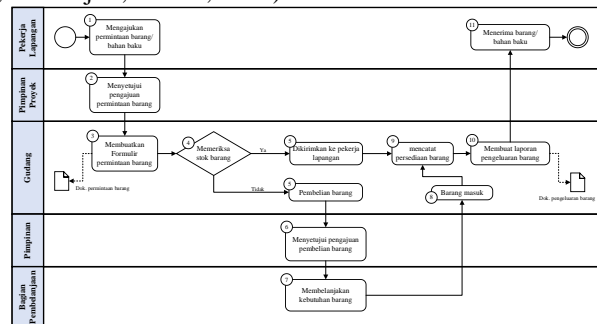 Pekerja
Lapangan
1
Mengajukan
permintaan barang/
bahan baku
11
Menerima barang/
bahan baku
Pimpinan
Proyek
2
Menyetujui
pengajuan
permintaan barang
Gudang
3
Membuatkan
Formulir
permintaan barang
4
Memeriksa
stok barang
Ya
5
Dikirimkan ke pekerja
lapangan
9
mencatat
persediaan barang
10
Membuat laporan
pengeluaran barang
Dok. permintaan barang
Tidak
5
Pembelian barang
8
Barang masuk
Dok. pengeluaran barang
Pimpinan
6
Menyetujui pengajuan
pembelian barang
Bagian
Pembelanjaan
7
Membelanjakan
kebutuhan barang